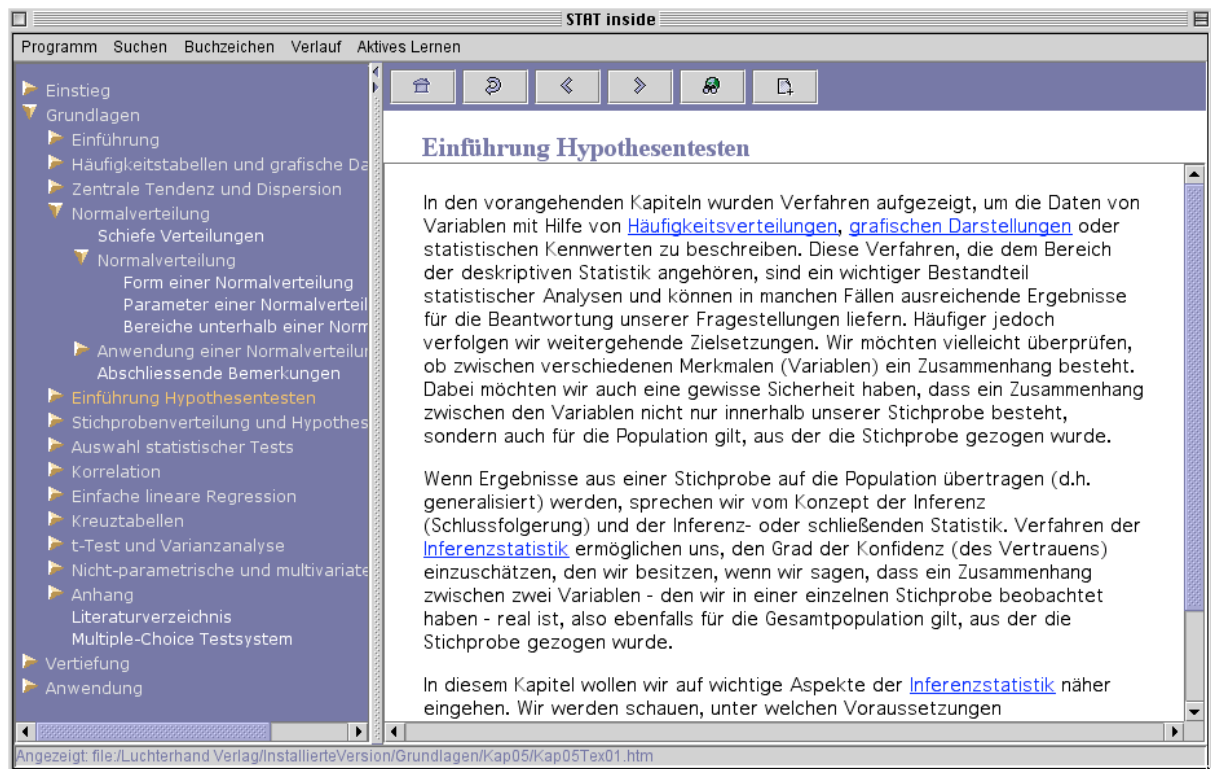 STAT inside
Programm Suchen Buchzeichen Verlauf Aktives Lernen
Einstieg
Grundlagen
Einführung
Häufigkeitstabellen und grafische Da
Zentrale Tendenz und Dispersion
Normalverteilung
Schiefe Verteilungen
Normalverteilung
Form einer Normalverteilung
Parameter einer Normalverteil
Bereiche unterhalb einer Norm
Anwendung einer Normalverteilu
Abschliessende Bemerkungen
Einführung Hypothesentesten
Stichprobenverteilung und Hypothes
Auswahl statistischer Tests
Korrelation
Einfache lineare Regression
Kreuztabellen
t-Test und Varianzanalyse
Nicht-parametrische und multivariate
Anhang
Literaturverzeichnis
Multiple-Choice Testsystem
Vertiefung
Anwendung
Einführung Hypothesentesten
In den vorangehenden Kapiteln wurden Verfahren aufgezeigt, um die Daten von
Variablen mit Hilfe von Häufigkeitsverteilungen, grafischen Darstellungen oder
statistischen Kennwerten zu beschreiben. Diese Verfahren, die dem Bereich
der deskriptiven Statistik angehören, sind ein wichtiger Bestandteil
statistischer Analysen und können in manchen Fällen ausreichende Ergebnisse
für die Beantwortung unserer Fragestellungen liefern. Häufiger jedoch
verfolgen wir weitergehende Zielsetzungen. Wir möchten vielleicht überprüfen,
ob zwischen verschiedenen Merkmalen (Variablen) ein Zusammenhang besteht.
Dabei möchten wir auch eine gewisse Sicherheit haben, dass ein Zusammenhang
zwischen den Variablen nicht nur innerhalb unserer Stichprobe besteht,
sondern auch für die Population gilt, aus der die Stichprobe gezogen wurde.
Wenn Ergebnisse aus einer Stichprobe auf die Population übertragen (d.h.
generalisiert) werden, sprechen wir vom Konzept der Inferenz
(Schlussfolgerung) und der Inferenz- oder schließenden Statistik. Verfahren der
Inferenzstatistik ermöglichen uns, den Grad der Konfidenz (des Vertrauens)
einzuschätzen, den wir besitzen, wenn wir sagen, dass ein Zusammenhang
zwischen zwei Variablen - den wir in einer einzelnen Stichprobe beobachtet
haben - real ist, also ebenfalls für die Gesamtpopulation gilt, aus der die
Stichprobe gezogen wurde.
In diesem Kapitel wollen wir auf wichtige Aspekte der Inferenzstatistik näher
eingehen. Wir werden schauen, unter welchen Voraussetzungen
Angezeigt: file:/Luchterhand Verlag/InstallierteVersion/Grundlagen/Kap05/Kap05Tex01.htm